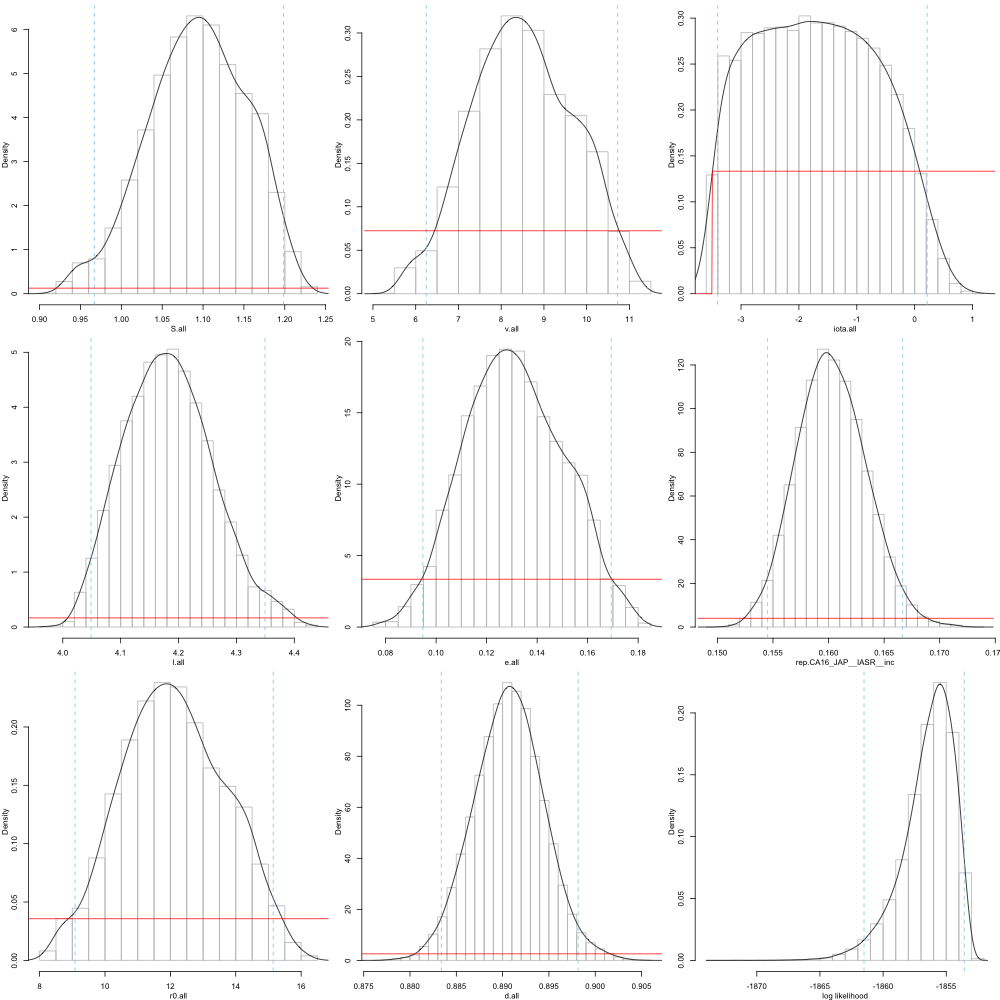 Density
0 1 2 3 4 5 6
0.90 0.95 1.00 1.05 1.10 1.15 1.20 1.25
S.all
Density
0.00 0.05 0.10 0.15 0.20 0.25 0.30
5 6 7 8 9 10 11
v.all
Density
0.00 0.05 0.10 0.15 0.20 0.25 0.30
-3 -2 -1 0 1
iota.all
Density
0 1 2 3 4 5
4.0 4.1 4.2 4.3 4.4
l.all
Density
0 5 10 15 20
0.08 0.10 0.12 0.14 0.16 0.18
e.all
Density
0 20 40 60 80 100 120
0.150 0.155 0.160 0.165 0.170 0.17
rep.CA16_JAP__IASR__inc
Density
0.00 0.05 0.10 0.15 0.20
8 10 12 14 16
r0.all
Density
0 20 40 60 80 100
0.875 0.880 0.885 0.890 0.895 0.900 0.905
d.all
Density
0.00 0.05 0.10 0.15 0.20
-1870 -1865 -1860 -1855
log likelihood